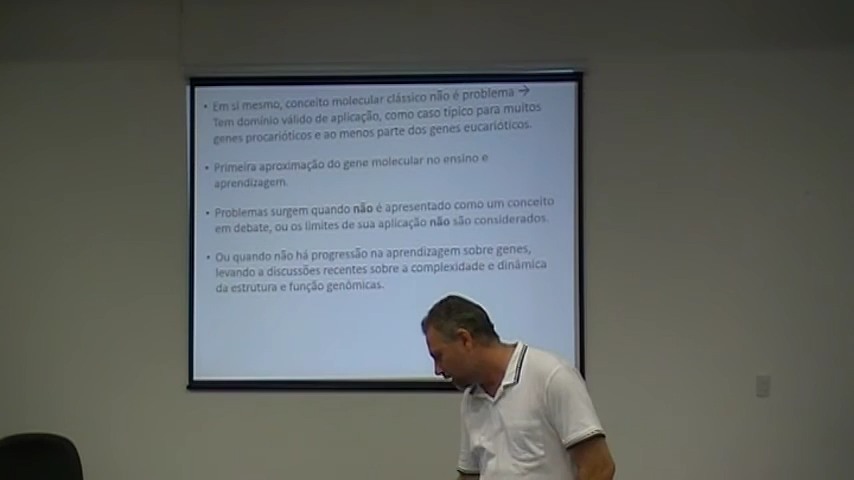 • Em si mesmo, conceito molecular clássico não é problema →
Tem domínio válido de aplicação, como caso típico para muitos
genes procarióticos e ao menos parte dos genes eucarióticos.
• Primeira aproximação do gene molecular no ensino e
aprendizagem.
• Problemas surgem quando não é apresentado como um conceito
em debate, ou os limites de sua aplicação não são considerados.
• Ou quando não há progressão na aprendizagem sobre genes,
levando a discussões recentes sobre a complexidade e dinâmica
da estrutura e função genômicas.